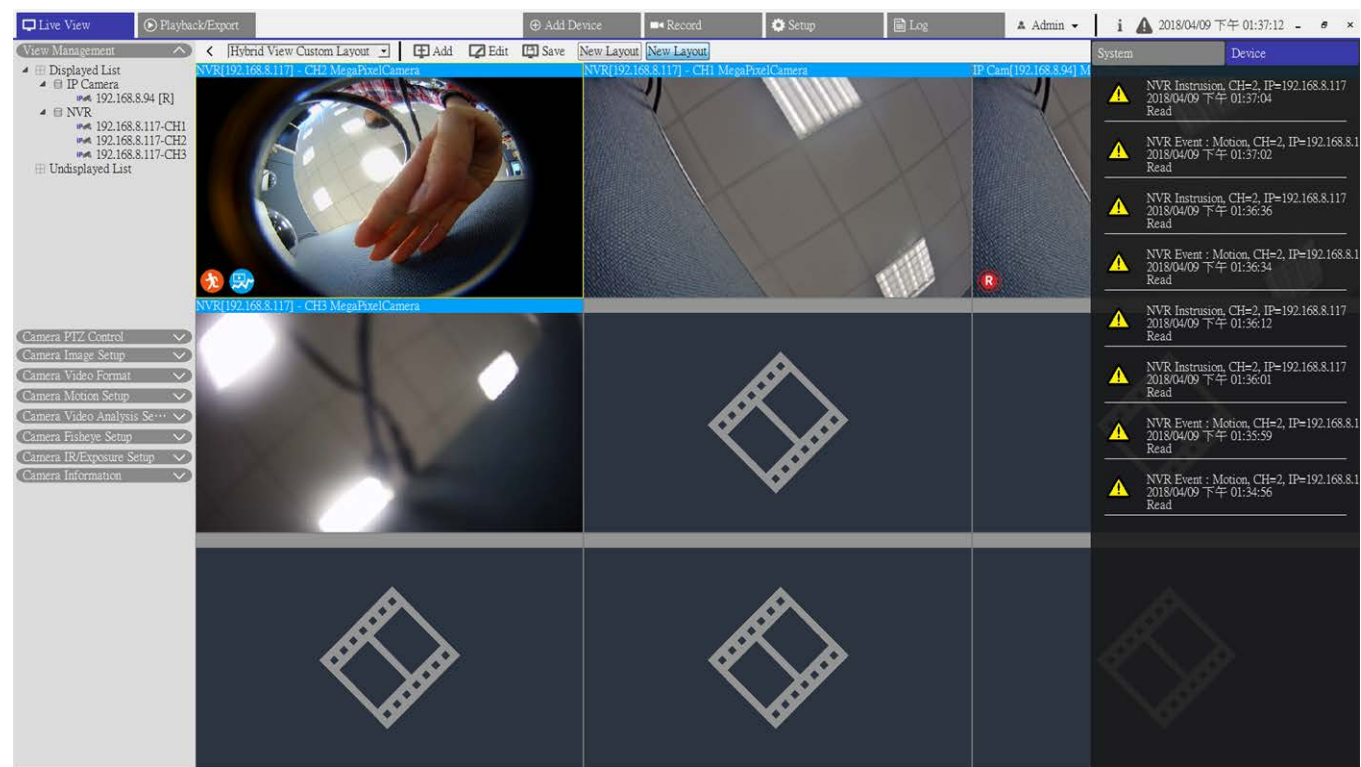 Live View
Playback/Export
Add Device
Record
Setup
Log
Admin
2018/04/09 下午 01:37:12
View Management
Hybrid View Custom Layout
Add
Edit
Save
New Layout
New Layout
Displayed List
IP Camera
192.168.8.94 [R]
NVR
192.168.8.117-CH1
192.168.8.117-CH2
192.168.8.117-CH3
Undisplayed List
Camera PTZ Control
Camera Image Setup
Camera Video Format
Camera Motion Setup
Camera Video Analysis Se···
Camera Fisheye Setup
Camera IR/Exposure Setup
Camera Information
NVR[192.168.8.117] - CH2 MegaPixelCamera
NVR[192.168.8.117] - CH1 MegaPixelCamera
IP Cam[192.168.8.94] M
R
NVR[192.168.8.117] - CH3 MegaPixelCamera
System
Device
NVR Instrusion, CH=2, IP=192.168.8.117
2018/04/09 下午 01:37:04
Read
NVR Event : Motion, CH=2, IP=192.168.8.1
2018/04/09 下午 01:37:02
Read
NVR Instrusion, CH=2, IP=192.168.8.117
2018/04/09 下午 01:36:36
Read
NVR Event : Motion, CH=2, IP=192.168.8.1
2018/04/09 下午 01:36:34
Read
NVR Instrusion, CH=2, IP=192.168.8.117
2018/04/09 下午 01:36:12
Read
NVR Instrusion, CH=2, IP=192.168.8.117
2018/04/09 下午 01:36:01
Read
NVR Event : Motion, CH=2, IP=192.168.8.1
2018/04/09 下午 01:35:59
Read
NVR Event : Motion, CH=2, IP=192.168.8.1
2018/04/09 下午 01:34:56
Read